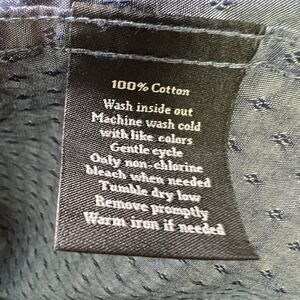 100% Cotton
Wash inside out
Machine wash cold
with like colors
Gentle cycle
Only non-chlorine
bleach when needed
Tumble dry low
Remove promptly
Warm iron if needed